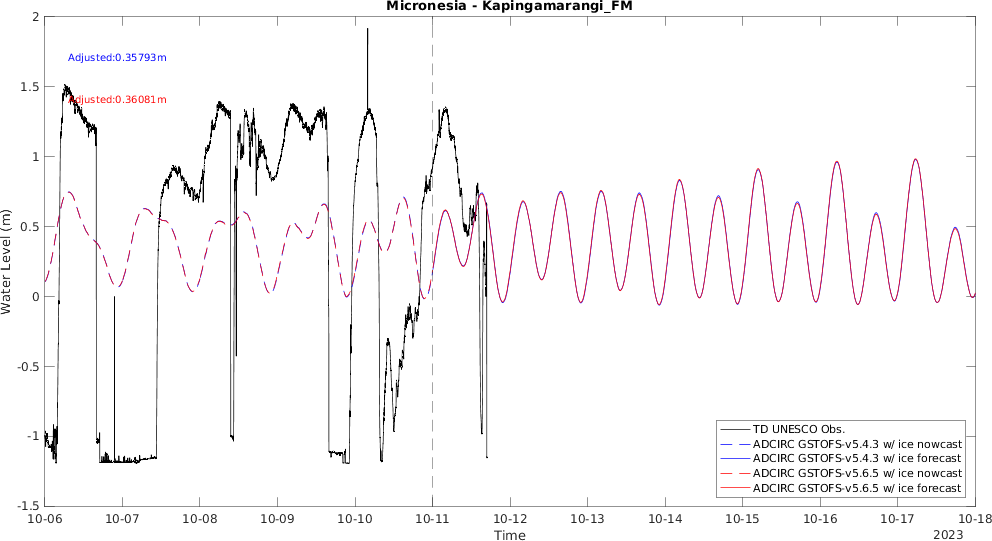 Micronesia - Kapingamarangi_FM
Adjusted:0.35793m
Adjusted:0.36081m
Water Level (m)
2
1.5
1
0.5
0
-0.5
-1
-1.5
10-06 10-07 10-08 10-09 10-10 10-11 10-12 10-13 10-14 10-15 10-16 10-17 10-18
Time
2023
TD UNESCO Obs.
ADCIRC GSTOFS-v5.4.3 w/ ice nowcast
ADCIRC GSTOFS-v5.4.3 w/ ice forecast
ADCIRC GSTOFS-v5.6.5 w/ ice nowcast
ADCIRC GSTOFS-v5.6.5 w/ ice forecast